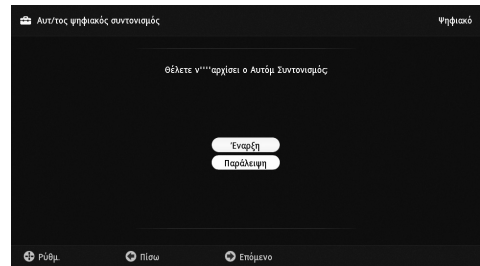 Αυτ/τος ψηφιακός συντονισμός
Ψηφιακό
Θέλετε ν''''αρχίσει ο Αυτόμ Συντονισμός;
Έναρξη
Παράλειψη
Ρύθμ.
Πίσω
Επόμενο